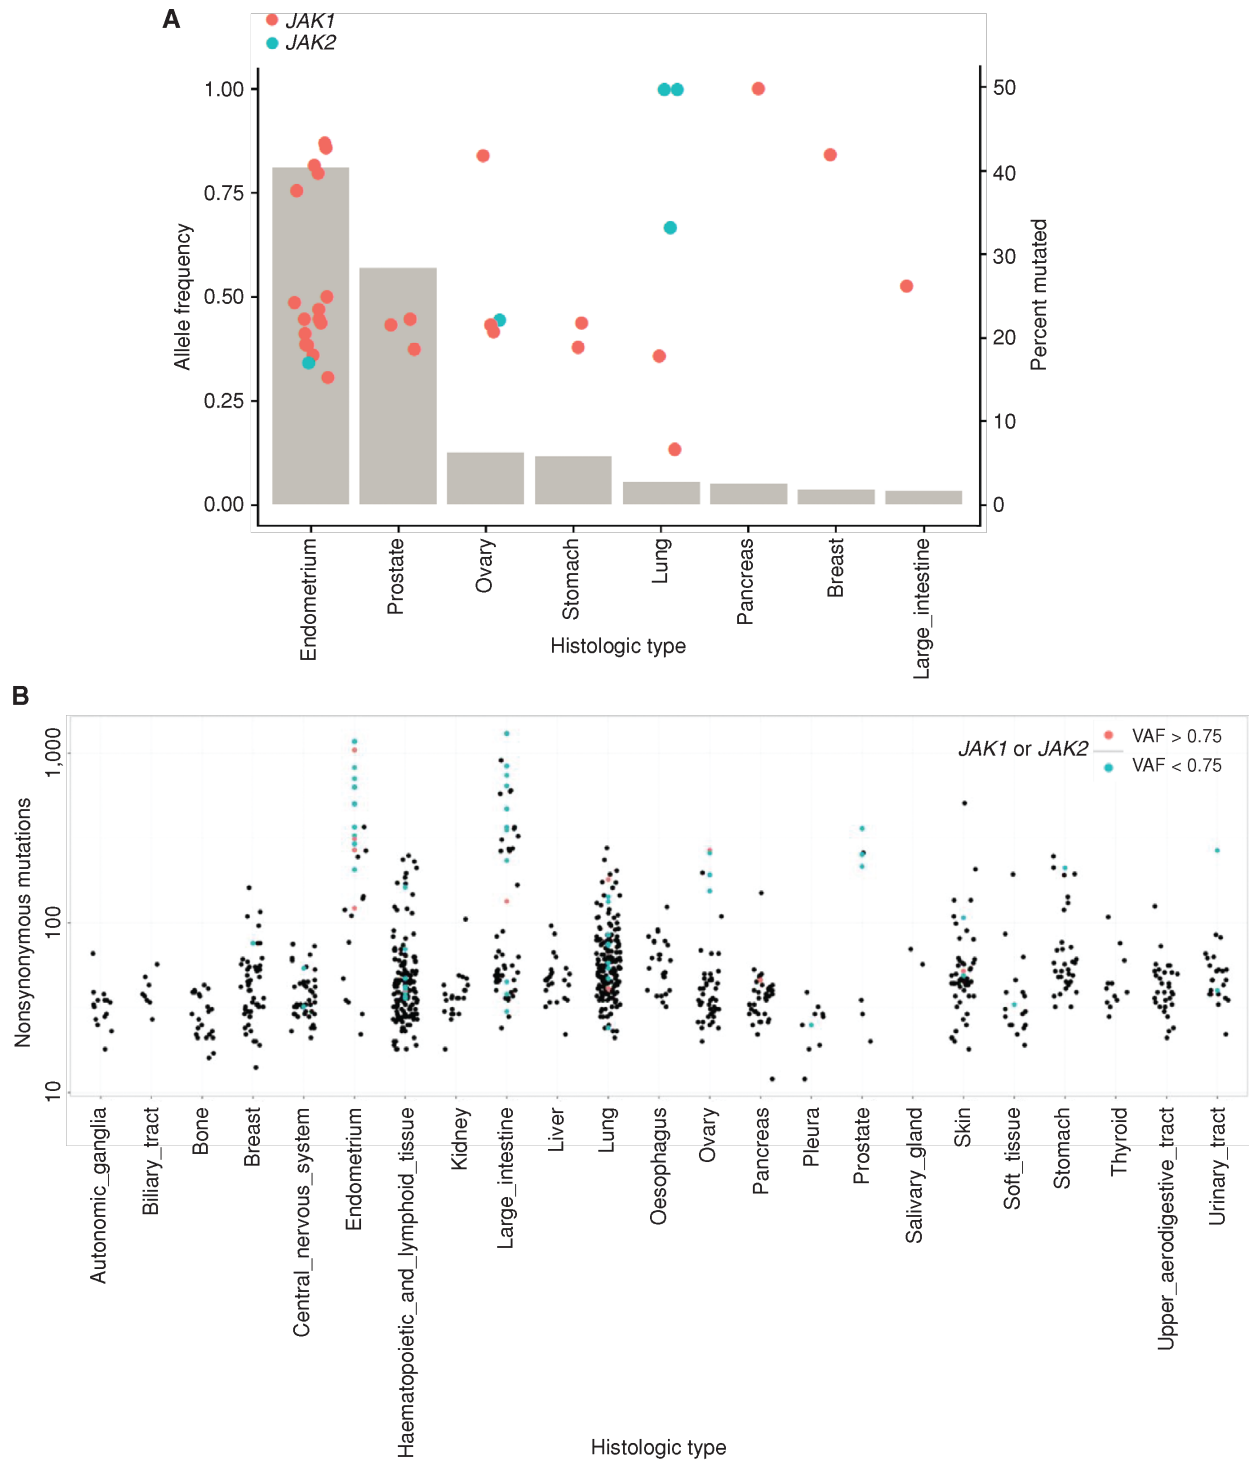 A
JAK1
JAK2
1.00
0.75
0.50
0.25
0.00
Allele frequency
50
40
30
20
10
0
Percent mutated
Endometrium
Prostate
Ovary
Stomach
Lung
Pancreas
Breast
Large_intestine
Histologic type
B
JAK1 or JAK2
VAF > 0.75
VAF < 0.75
1,000
100
10
Nonsynonymous mutations
Autonomic_ganglia
Biliary_tract
Bone
Breast
Central_nervous_system
Endometrium
Haematopoietic_and_lymphoid_tissue
Kidney
Large_intestine
Liver
Lung
Oesophagus
Ovary
Pancreas
Pleura
Prostate
Salivary_gland
Skin
Soft_tissue
Stomach
Thyroid
Upper_aerodigestive_tract
Urinary_tract
Histologic type